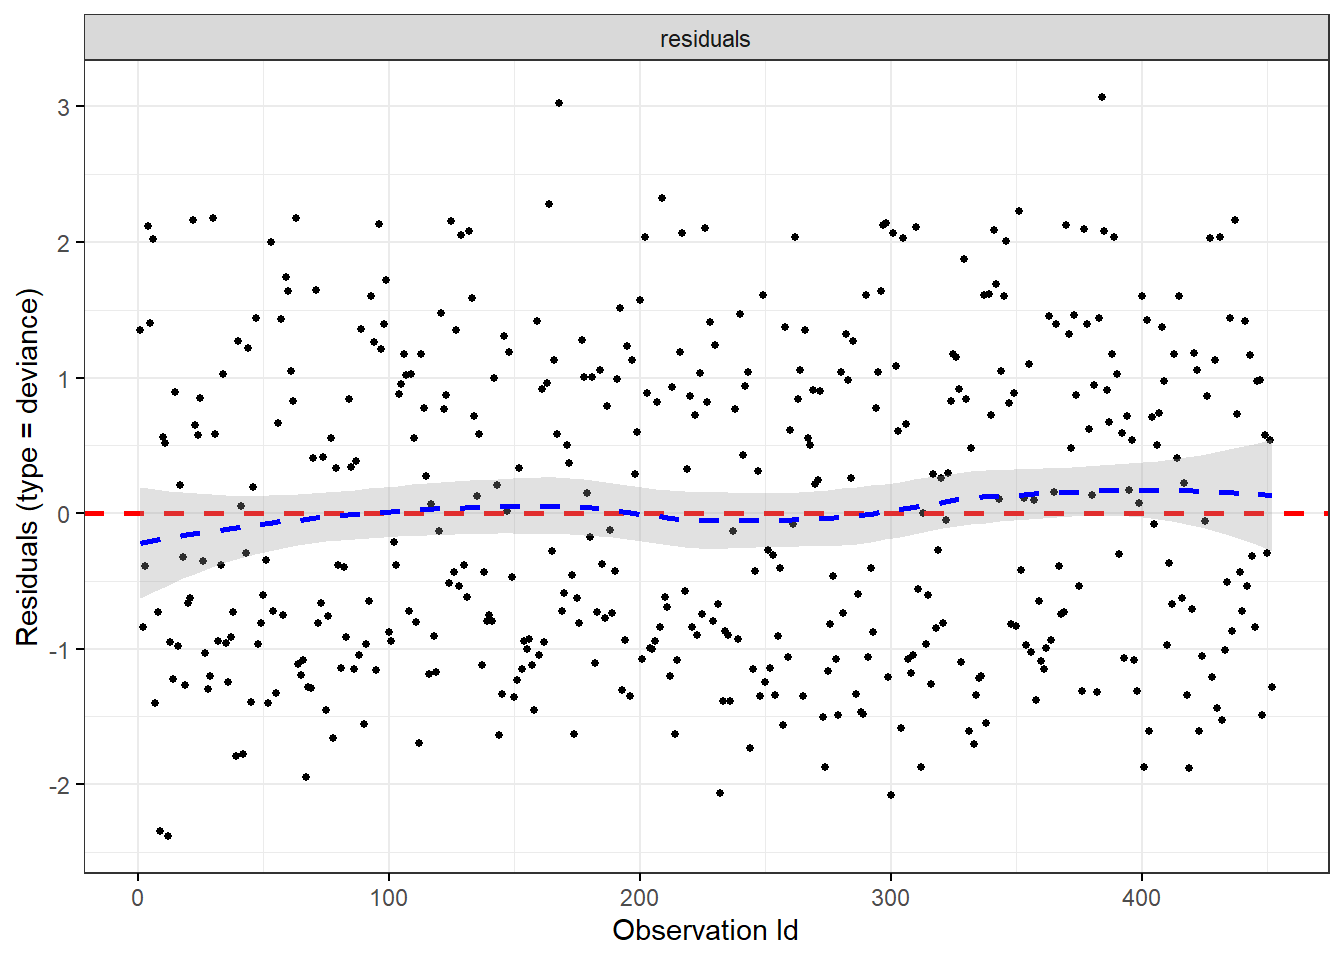 residuals
Residuals (type = deviance)
3
2
1
0
-1
-2
0 100 200 300 400
Observation Id